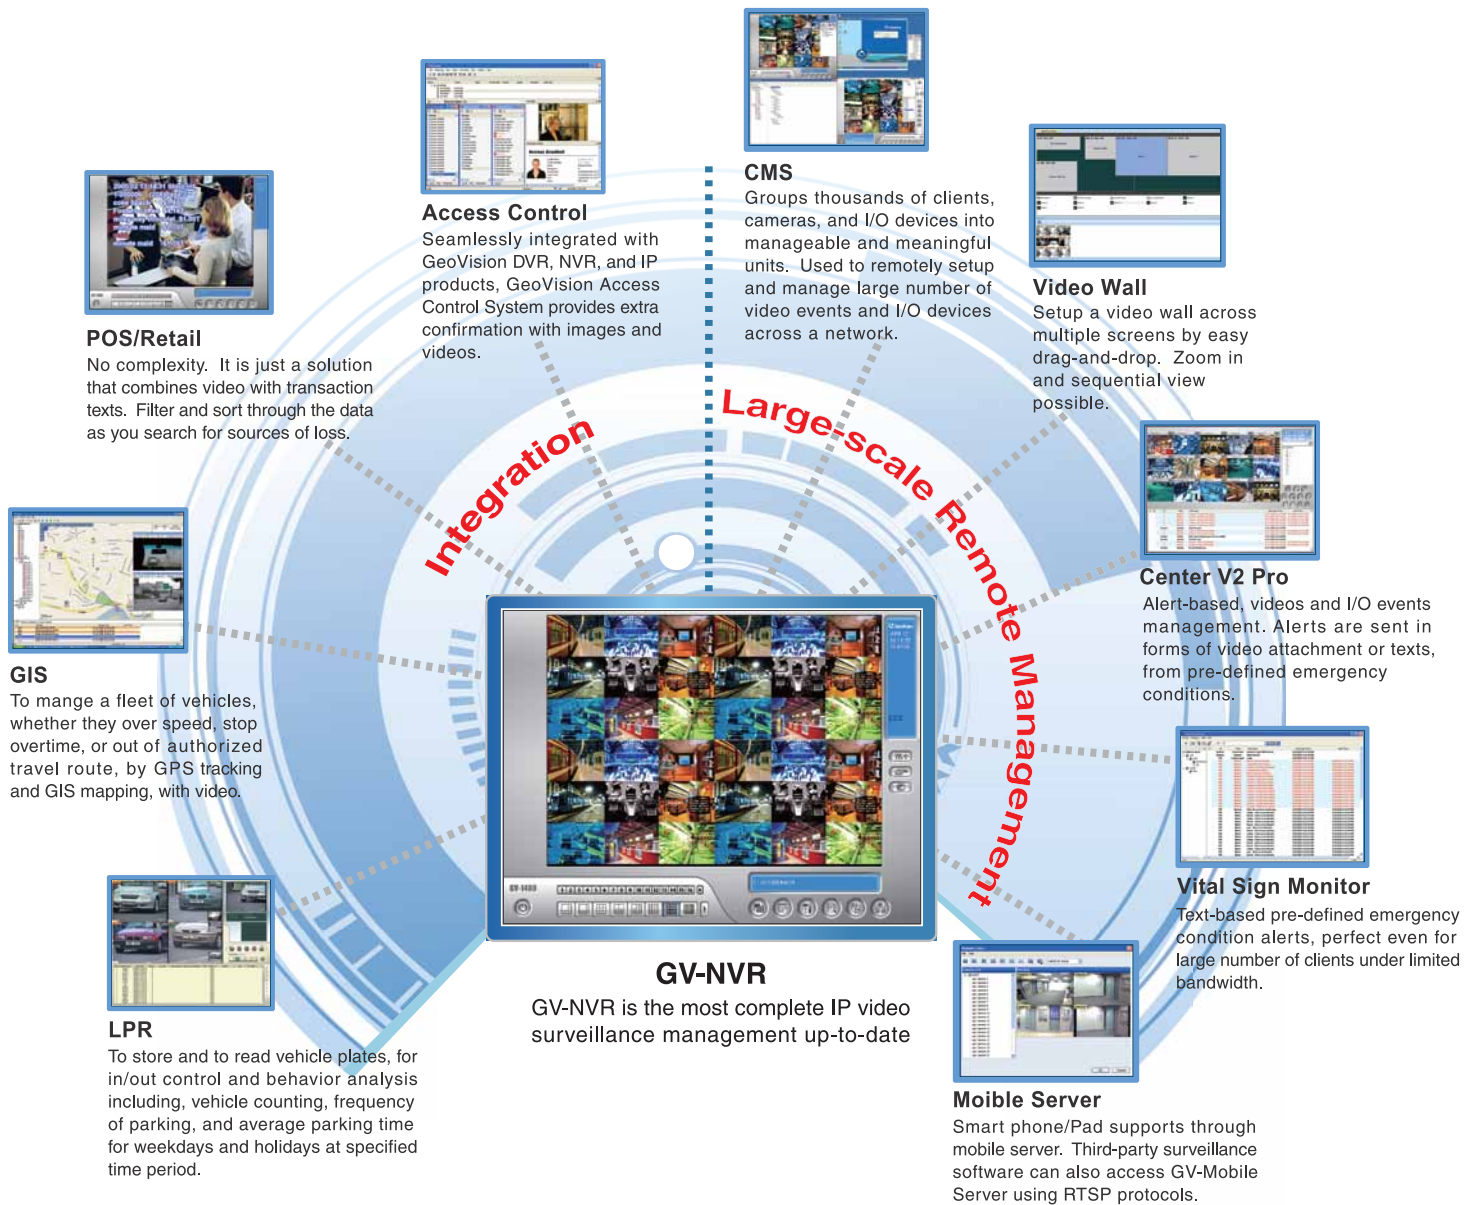 CMS
Groups thousands of clients,
cameras, and I/O devices into
manageable and meaningful
units. Used to remotely setup
and manage large number of
video events and I/O devices
across a network.
Access Control
Seamlessly integrated with
GeoVision DVR, NVR, and IP
products, GeoVision Access
Control System provides extra
confirmation with images and
videos.
Video Wall
Setup a video wall across
multiple screens by easy
drag-and-drop. Zoom in
and sequential view
possible.
POS/Retail
No complexity. It is just a solution
that combines video with transaction
texts. Filter and sort through the data
as you search for sources of loss.
Integration
Large-scale Remote Management
Center V2 Pro
Alert-based, videos and I/O events
management. Alerts are sent in
forms of video attachment or texts,
from pre-defined emergency
conditions.
GIS
To mange a fleet of vehicles,
whether they over speed, stop
overtime, or out of authorized
travel route, by GPS tracking
and GIS mapping, with video.
Vital Sign Monitor
Text-based pre-defined emergency
condition alerts, perfect even for
large number of clients under limited
bandwidth.
GV-NVR
GV-NVR is the most complete IP video
surveillance management up-to-date
LPR
To store and to read vehicle plates, for
in/out control and behavior analysis
including, vehicle counting, frequency
of parking, and average parking time
for weekdays and holidays at specified
time period.
Moible Server
Smart phone/Pad supports through
mobile server. Third-party surveillance
software can also access GV-Mobile
Server using RTSP protocols.